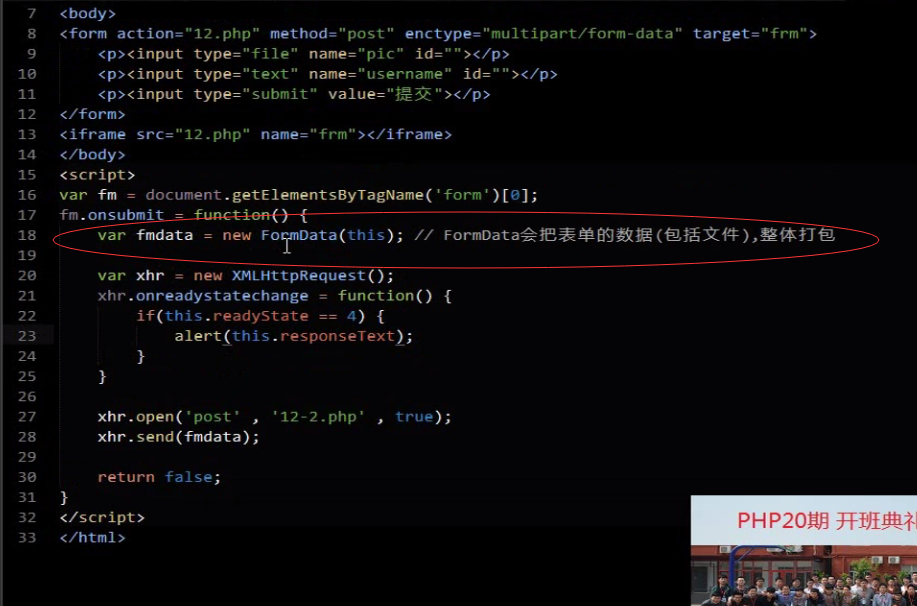 7 <body>
8 <form action="12.php" method="post" enctype="multipart/form-data" target="frm">
9 <p><input type="file" name="pic" id=""></p>
10 <p><input type="text" name="username" id=""></p>
11 <p><input type="submit" value="提交"></p>
12 </form>
13 <iframe src="12.php" name="frm"></iframe>
14 </body>
15 <script>
16 var fm = document.getElementsByTagName('form')[0];
17 fm.onsubmit = function() {
18 var fmdata = new FormData(this); // FormData会把表单的数据(包括文件),整体打包
19
20 var xhr = new XMLHttpRequest();
21 xhr.onreadystatechange = function() {
22 if(this.readyState == 4) {
23 alert(this.responseText);
24 }
25 }
26
27 xhr.open('post' , '12-2.php' , true);
28 xhr.send(fmdata);
29
30 return false;
31 }
32 </script>
33 </html>
PHP20期 开班典礼